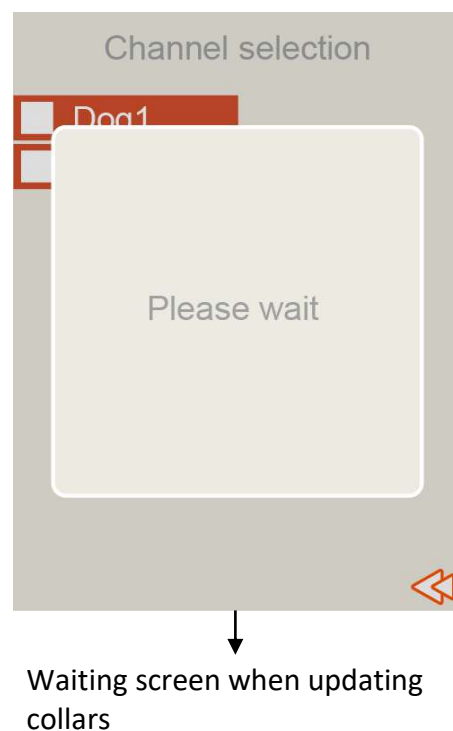 Channel selection
Dog1
Please wait
Waiting screen when updating
collars